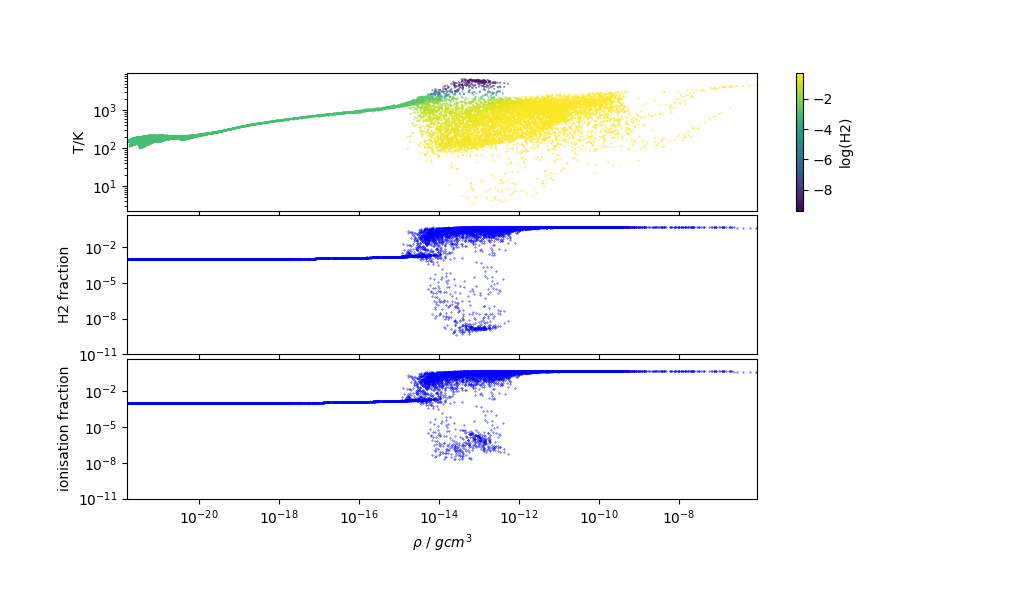 10³
10²
10¹
T/K
−2
−4
−6
−8
log(H2)
10⁻²
10⁻⁵
10⁻⁸
10⁻¹¹
H2 fraction
10⁻²
10⁻⁵
10⁻⁸
10⁻¹¹
ionisation fraction
10⁻²⁰ 10⁻¹⁸ 10⁻¹⁶ 10⁻¹⁴ 10⁻¹² 10⁻¹⁰ 10⁻⁸
ρ / gcm³